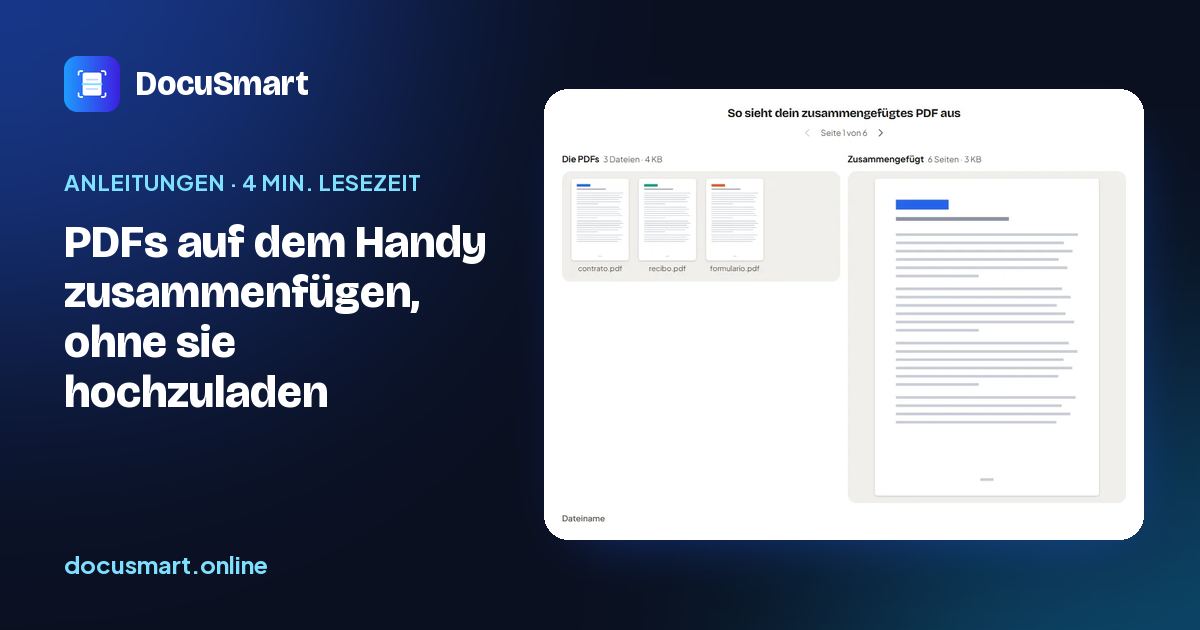 DocuSmart
ANLEITUNGEN · 4 MIN. LESEZEIT
PDFs auf dem Handy
zusammenfügen,
ohne sie
hochzuladen
docusmart.online
So sieht dein zusammengefügtes PDF aus
Seite 1 von 6
Die PDFs 3 Dateien · 4 KB
contrato.pdf
recibo.pdf
formulario.pdf
Zusammengefügt 6 Seiten · 3 KB
Dateiname